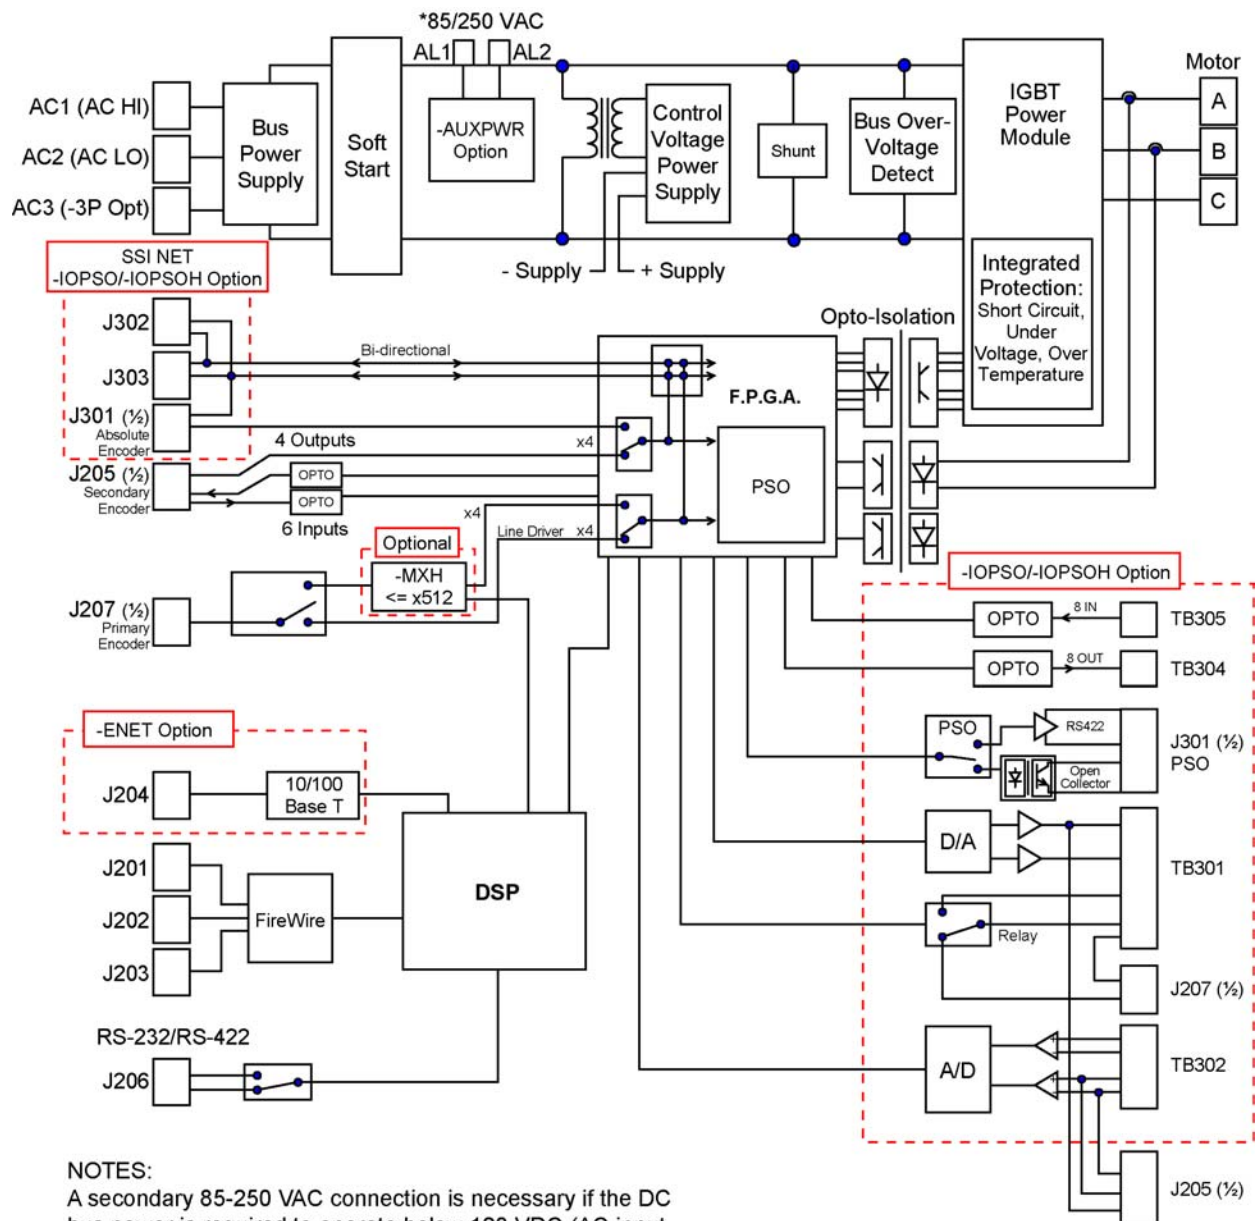 *85/250 VAC
AL1
AL2
Motor
AC1 (AC HI)
AC2 (AC LO)
AC3 (-3P Opt)
Bus
Power
Supply
Soft
Start
-AUXPWR
Option
Control
Voltage
Power
Supply
Shunt
Bus Over-
Voltage
Detect
IGBT
Power
Module
A
B
C
- Supply
+ Supply
Integrated
Protection:
Short Circuit,
Under
Voltage, Over
Temperature
SSI NET
-IOPSO/-IOPSOH Option
J302
J303
J301 (½)
Absolute
Encoder
J205 (½)
Secondary
Encoder
Bi-directional
4 Outputs
x4
OPTO
OPTO
6 Inputs
x4
Line Driver
x4
F.P.G.A.
PSO
Opto-Isolation
Optional
-MXH
<= x512
J207 (½)
Primary
Encoder
-IOPSO/-IOPSOH Option
OPTO
8 IN
TB305
OPTO
8 OUT
TB304
PSO
RS422
Open
Collector
J301 (½)
PSO
D/A
TB301
Relay
J207 (½)
A/D
+
-
+
-
TB302
J205 (½)
-ENET Option
J204
10/100
Base T
J201
J202
J203
FireWire
DSP
RS-232/RS-422
J206
NOTES:
A secondary 85-250 VAC connection is necessary if the DC